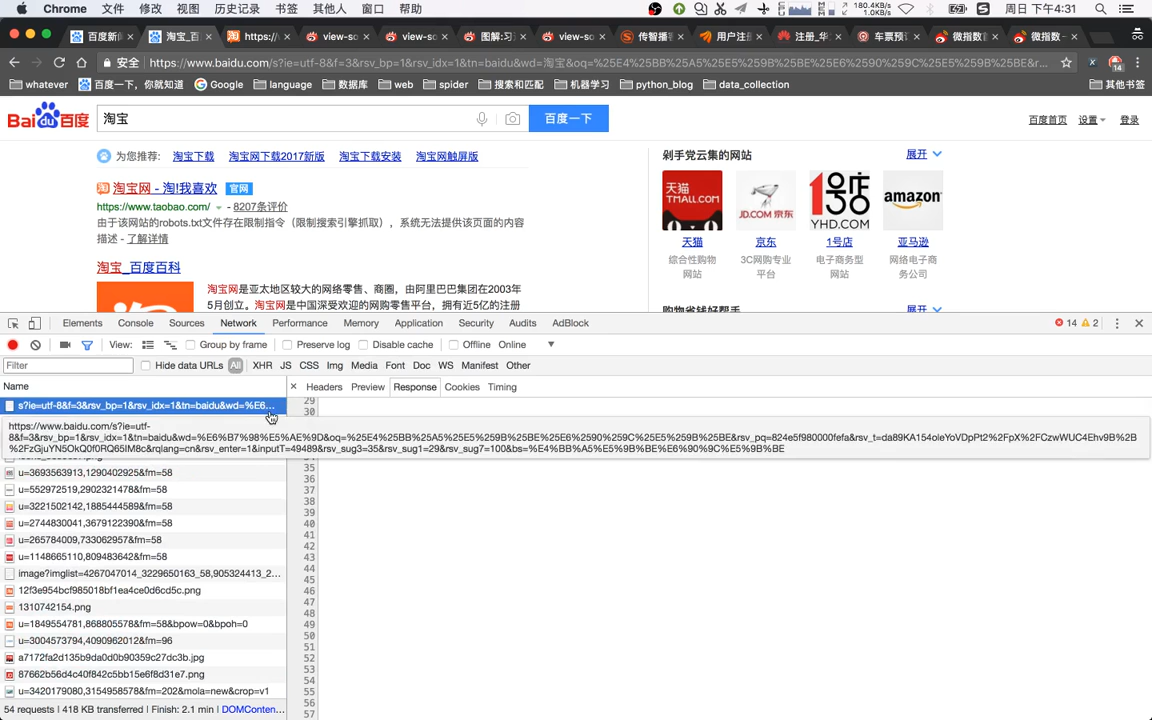 Chrome 文件 修改 视图 历史记录 书签 其他人 窗口 帮助 180.4KB/s 1.0KB/s 周日 下午4:31
百度新闻 淘宝_百 https:// view-so view-so 图解:习 view-so 传智播 用户注 注册_华 车票预订 微指数首 微指数 -
安全 https://www.baidu.com/s?ie=utf-8&f=3&rsv_bp=1&rsv_idx=1&tn=baidu&wd=淘宝&oq=%25E4%25BB%25A5%25E5%259B%25BE%25E6%2590%259C%25E5%259B%25BE&r... 14
whatever 百度一下，你就知道 Google language 数据库 web spider 搜索和匹配 机器学习 python_blog data_collection 其他书签
Bai du 百度 淘宝 百度一下 百度首页 设置 登录
为您推荐: 淘宝下载 淘宝网下载2017新版 淘宝下载安装 淘宝网触屏版
剁手党云集的网站 展开
淘宝网 - 淘!我喜欢 官网
https://www.taobao.com/ - 8207条评价
由于该网站的robots.txt文件存在限制指令（限制搜索引擎抓取），系统无法提供该页面的内容
描述 - 了解详情
天猫 TMALL.COM JD.COM 京东 1号店 YHD.COM amazon
天猫 京东 1号店 亚马逊
综合性购物网站 3C网购专业平台 电子商务型网站 网络电子商务公司
淘宝_百度百科
淘宝网是亚太地区较大的网络零售、商圈，由阿里巴巴集团在2003年
5月创立。淘宝网是中国深受欢迎的网购零售平台，拥有近5亿的注册
购物省钱好帮手 展开
Elements Console Sources Network Performance Memory Application Security Audits AdBlock 14 2
View: Group by frame Preserve log Disable cache Offline Online
Filter Hide data URLs All XHR JS CSS Img Media Font Doc WS Manifest Other
Name Headers Preview Response Cookies Timing
s?ie=utf-8&f=3&rsv_bp=1&rsv_idx=1&tn=baidu&wd=%E6...
29
30
https://www.baidu.com/s?ie=utf-
8&f=3&rsv_bp=1&rsv_idx=1&tn=baidu&wd=%E6%B7%98%E5%AE%9D&oq=%25E4%25BB%25A5%25E5%259B%25BE%25E6%2590%259C%25E5%259B%25BE&rsv_pq=824e5f980000fefa&rsv_t=da89KA154oleYoVDpPt2%2FpX%2FCzwWUC4Ehv9B%2B
%2FzGjuYN5OkQ0f0RQ65IM8c&rqlang=cn&rsv_enter=1&inputT=49489&rsv_sug3=35&rsv_sug1=29&rsv_sug7=100&bs=%E4%BB%A5%E5%9B%BE%E6%90%9C%E5%9B%BE
u=3693563913,1290402925&fm=58
u=552972519,2902321478&fm=58
u=3221502142,1885444589&fm=58
u=2744830041,3679122390&fm=58
u=265784009,733062957&fm=58
u=1148665110,809483642&fm=58
image?imglist=4267047014_3229650163_58,905324413_2...
12f3e954bcf985018bf1ea4ce0d6cd5c.png
1310742154.png
u=1849554781,868805578&fm=58&bpow=0&bpoh=0
u=3004573794,4090962012&fm=96
a7172fa2d135b9da0d0b90359c27dc3b.jpg
87662b56d4c40f842c5bb15e6f8d31e7.png
u=3420179080,3154958578&fm=202&mola=new&crop=v1
35
36
37
38
39
40
41
42
43
44
45
46
47
48
49
50
51
52
53
54
55
56
57
54 requests | 418 KB transferred | Finish: 2.1 min | DOMConten...